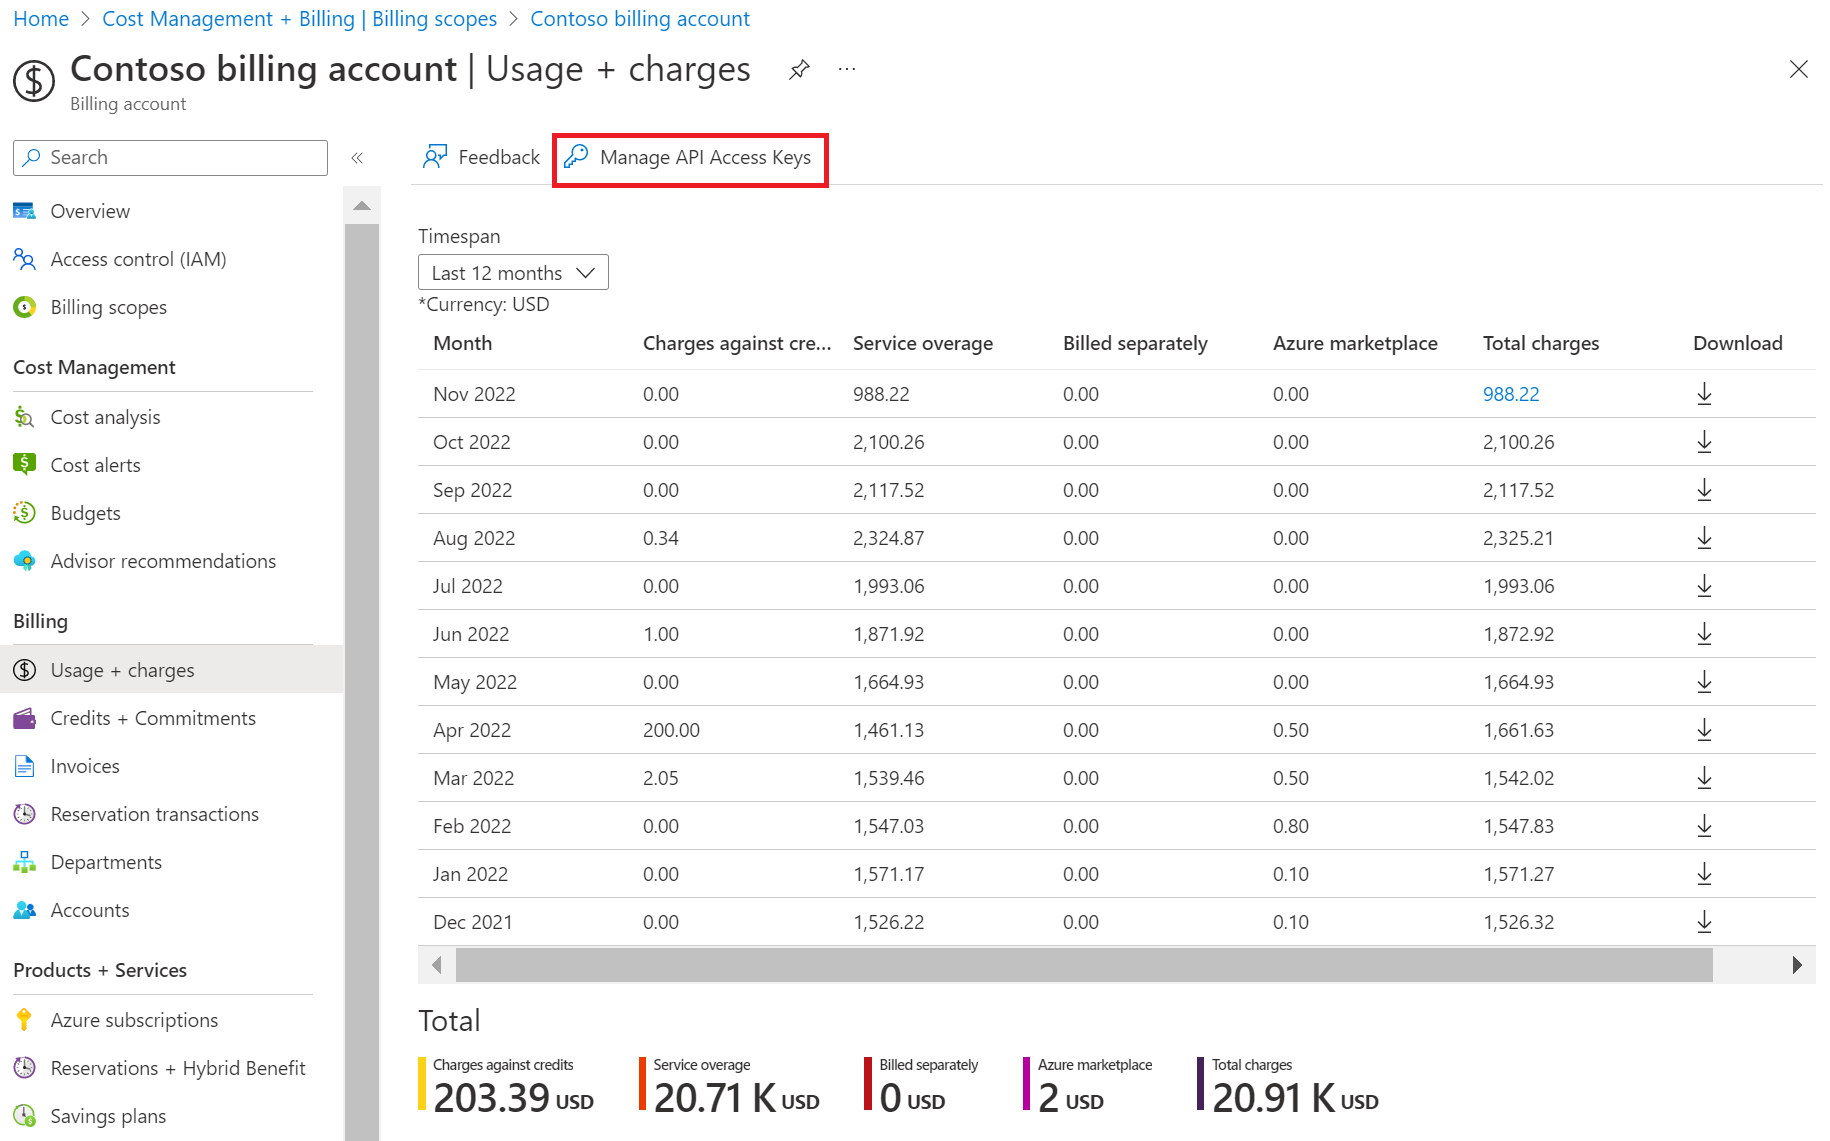 Home > Cost Management + Billing | Billing scopes > Contoso billing account
Contoso billing account | Usage + charges ...
Billing account
Search «
Overview
Access control (IAM)
Billing scopes
Cost Management
Cost analysis
Cost alerts
Budgets
Advisor recommendations
Billing
Usage + charges
Credits + Commitments
Invoices
Reservation transactions
Departments
Accounts
Products + Services
Azure subscriptions
Reservations + Hybrid Benefit
Savings plans
Feedback Manage API Access Keys
Timespan
Last 12 months
*Currency: USD
Month Charges against cre... Service overage Billed separately Azure marketplace Total charges Download
Nov 2022 0.00 988.22 0.00 0.00 988.22
Oct 2022 0.00 2,100.26 0.00 0.00 2,100.26
Sep 2022 0.00 2,117.52 0.00 0.00 2,117.52
Aug 2022 0.34 2,324.87 0.00 0.00 2,325.21
Jul 2022 0.00 1,993.06 0.00 0.00 1,993.06
Jun 2022 1.00 1,871.92 0.00 0.00 1,872.92
May 2022 0.00 1,664.93 0.00 0.00 1,664.93
Apr 2022 200.00 1,461.13 0.00 0.50 1,661.63
Mar 2022 2.05 1,539.46 0.00 0.50 1,542.02
Feb 2022 0.00 1,547.03 0.00 0.80 1,547.83
Jan 2022 0.00 1,571.17 0.00 0.10 1,571.27
Dec 2021 0.00 1,526.22 0.00 0.10 1,526.32
Total
Charges against credits Service overage Billed separately Azure marketplace Total charges
203.39 USD 20.71 K USD 0 USD 2 USD 20.91 K USD